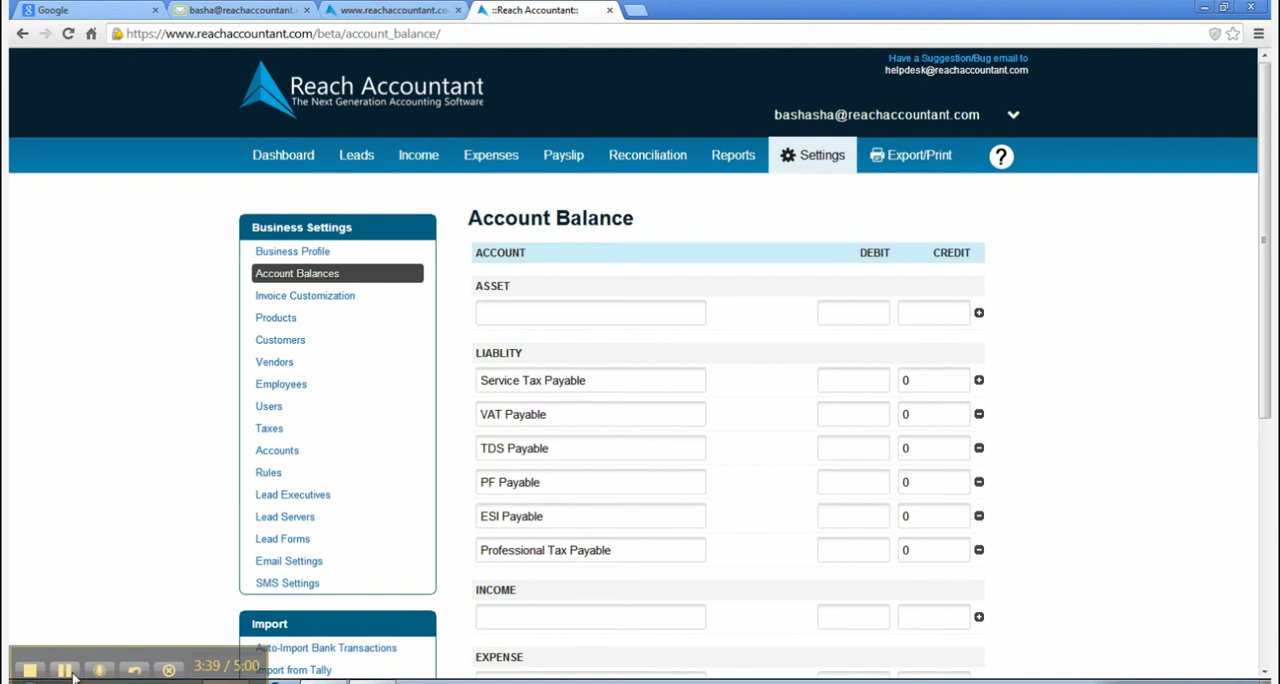 Google
basha@reachaccountant.
www.reachaccountant.co
::Reach Accountant::
https://www.reachaccountant.com/beta/account_balance/
Have a Suggestion/Bug email to
helpdesk@reachaccountant.com
Reach Accountant
The Next Generation Accounting Software
bashasha@reachaccountant.com
Dashboard Leads Income Expenses Payslip Reconciliation Reports Settings Export/Print ?
Business Settings
Business Profile
Account Balances
Invoice Customization
Products
Customers
Vendors
Employees
Users
Taxes
Accounts
Rules
Lead Executives
Lead Servers
Lead Forms
Email Settings
SMS Settings
Import
Auto-Import Bank Transactions
Import from Tally
Account Balance
ACCOUNT DEBIT CREDIT
ASSET
LIABLITY
Service Tax Payable 0
VAT Payable 0
TDS Payable 0
PF Payable 0
ESI Payable 0
Professional Tax Payable 0
INCOME
EXPENSE
3:39 / 5:00